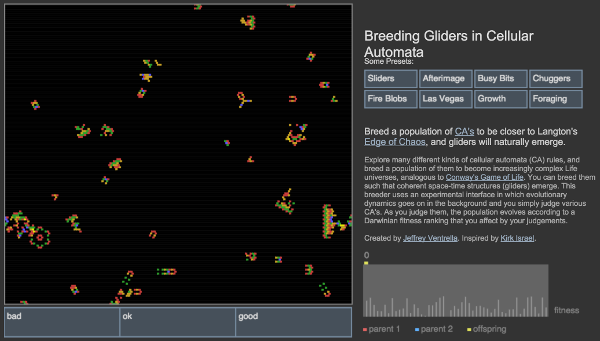 Breeding Gliders in Cellular
Automata
Some Presets:
Sliders Afterimage Busy Bits Chuggers
Fire Blobs Las Vegas Growth Foraging
Breed a population of CA's to be closer to Langton's
Edge of Chaos, and gliders will naturally emerge.
Explore many different kinds of cellular automata (CA) rules, and
breed a population of them to become increasingly complex Life
universes, analogous to Conway's Game of Life. You can breed them
such that coherent space-time structures (gliders) emerge. This
breeder uses an experimental interface in which evolutionary
dynamics goes on in the background and you simply judge various
CA's. As you judge them, the population evolves according to a
Darwinian fitness ranking that you affect by your judgements.
Created by Jeffrey Ventrella. Inspired by Kirk Israel.
0
fitness
parent 1 parent 2 offspring
bad ok good